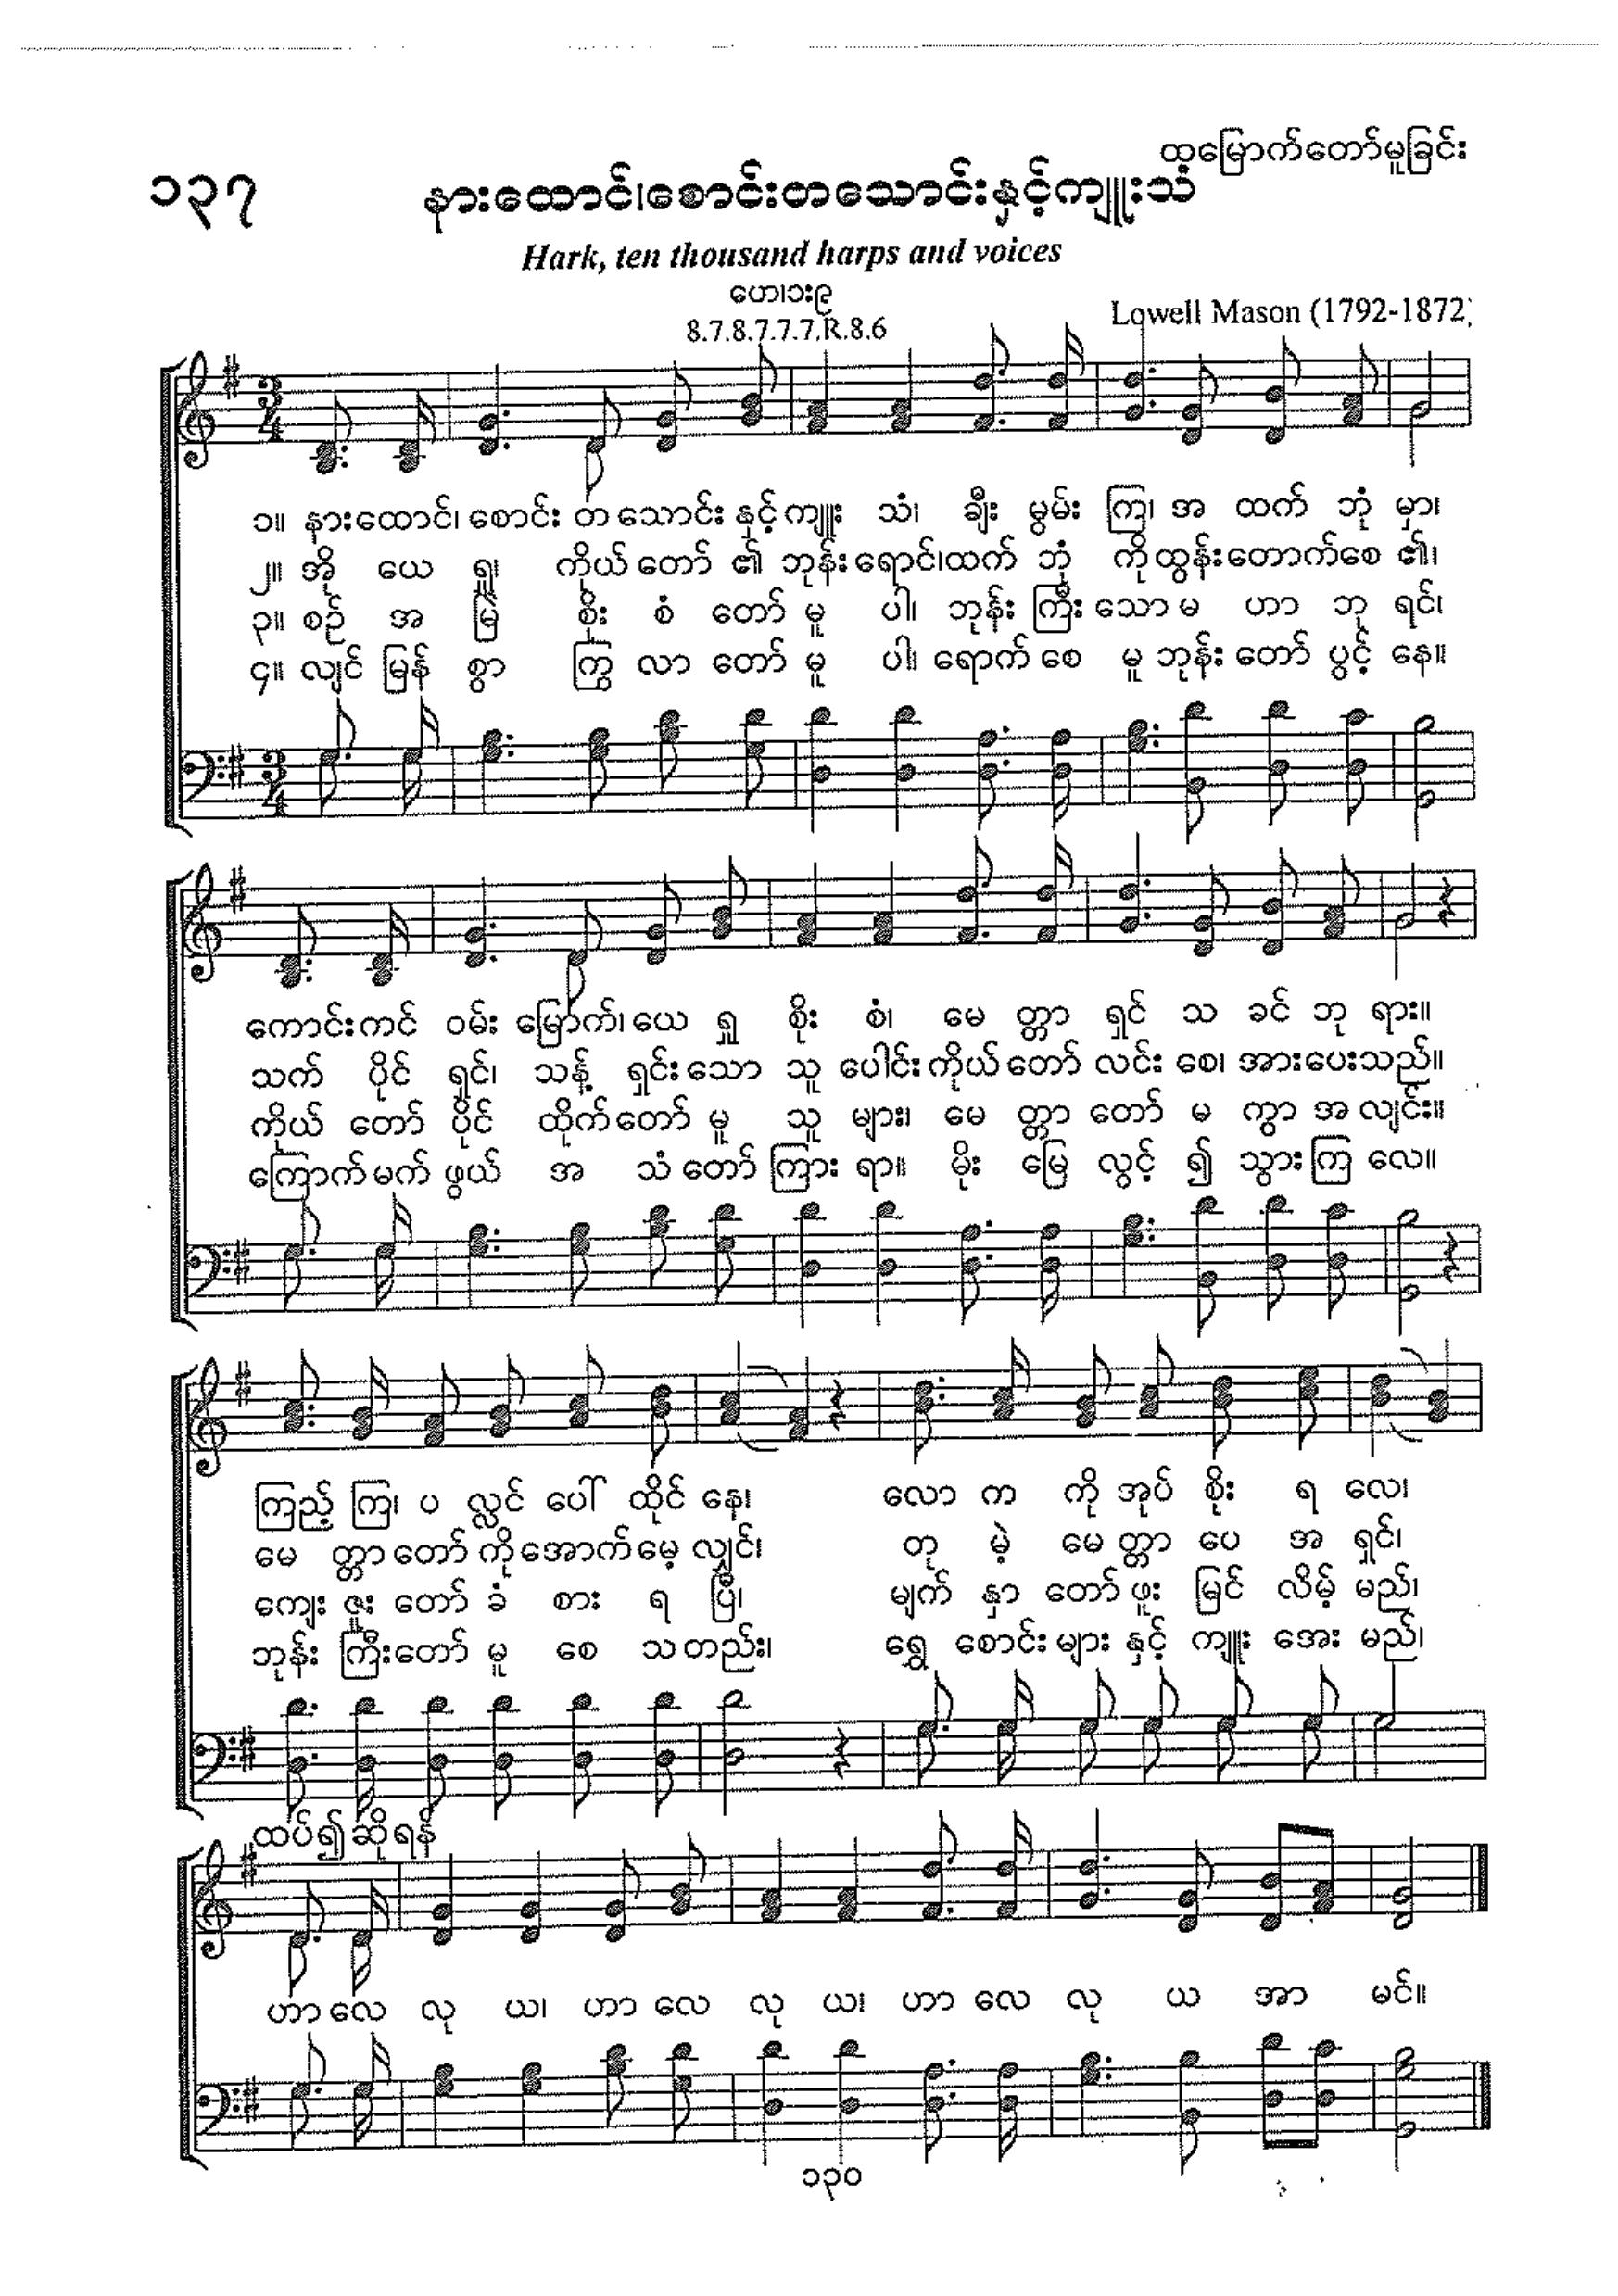 ထမြောက်တော်မူခြင်း
၁၃၇
နားထောင်၊စောင်းတသောင်းနှင့်ကျူးသံ
Hark, ten thousand harps and voices
ဟေ၊၁း၉
8.7.8.7.7.7.R.8.6
Lowell Mason (1792-1872)
၁။ နားထောင်၊ စောင်း တ သောင်း နှင့် ကျူး သံ၊ ချီး မွမ်း ကြ၊ အ ထက် ဘုံ မှာ၊
၂။ အို ယေ ရှု၊ ကိုယ် တော် ၏ ဘုန်း ရောင်၊ထက် ဘုံ ကို ထွန်း တောက်စေ ၏၊
၃။ စဉ် အ မြဲ စိုး စံ တော် မူ ပါ၊ ဘုန်း ကြီး သော မ ဟာ ဘု ရင်၊
၄။ လျင် မြန် စွာ ကြွ လာ တော် မူ ပါ၊ ရောက် စေ မူ ဘုန်း တော် ပွင့် နေ။
ကောင်း ကင် ဝမ်း မြောက်၊ ယေ ရှု စိုး စံ၊ မေ တ္တာ ရှင် သ ခင် ဘု ရား။
သက် ပိုင် ရှင်၊ သန့် ရှင်း သော သူ ပေါင်း ကိုယ် တော် လင်း စေ၊ အားပေးသည်။
ကိုယ် တော် ပိုင် ထိုက်တော် မူ သူ များ၊ မေ တ္တာ တော် မ ကွာ အ လျင်း။
ကြောက် မက် ဖွယ် အ သံ တော် ကြား ရာ။ မိုး မြေ လွင့် ၍ သွား ကြ လေ။
ကြည့် ကြ၊ ပ လ္လင် ပေါ် ထိုင် နေ၊ လော က ကို အုပ် စိုး ရ လေ၊
မေ တ္တာ တော် ကို အောက် မေ့ လျှင်၊ တု မဲ့ မေ တ္တာ ပေ အ ရှင်၊
ကျေး ဇူး တော် ခံ စား ရ ပြီ၊ မျက် နှာ တော် ဖူး မြင် လိမ့် မည်၊
ဘုန်း ကြီး တော် မူ စေ သ တည်း၊ ရွှေ စောင်း များ နှင့် ကျူး အေး မည်၊
ထပ်၍ ဆို ရန်
ဟာ လေ လု ယ၊ ဟာ လေ လု ယ၊ ဟာ လေ လု ယ အာ မင်။
၁၃၀